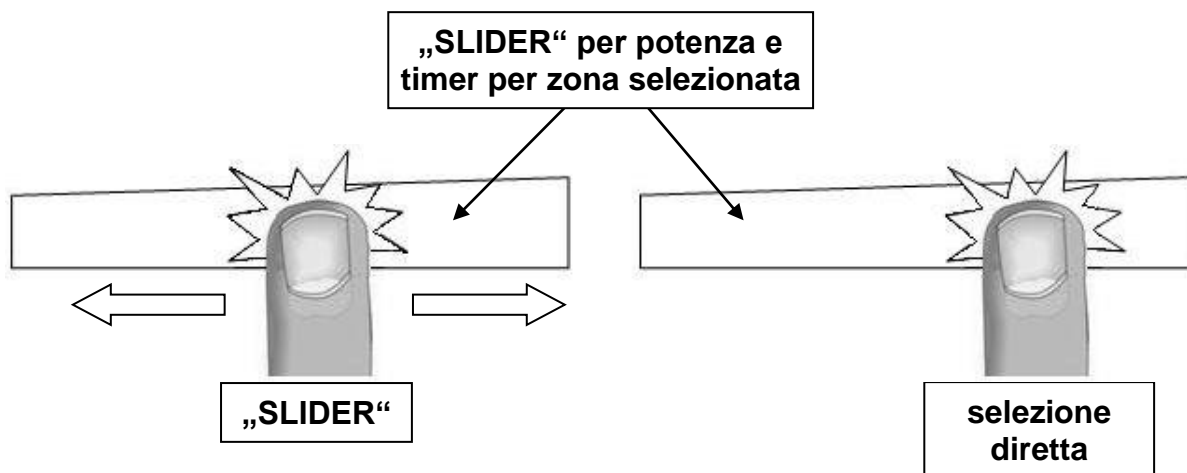 „SLIDER“ per potenza e
timer per zona selezionata
„SLIDER“
selezione
diretta